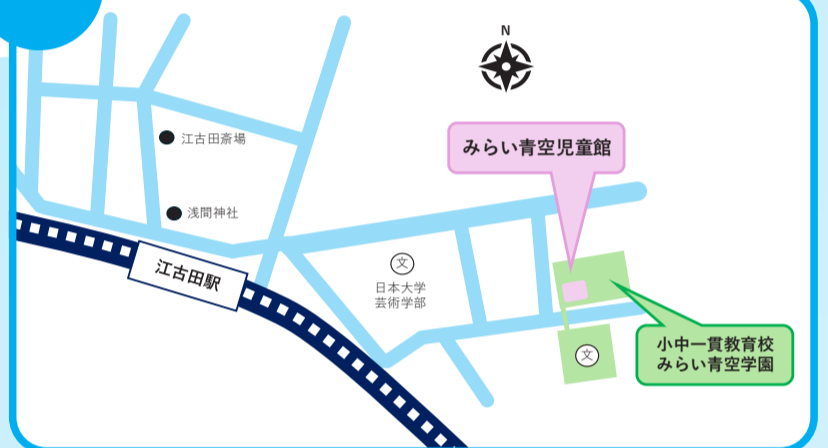 N
みらい青空児童館
江古田斎場
浅間神社
江古田駅
文
日本大学
芸術学部
小中一貫教育校
みらい青空学園
文